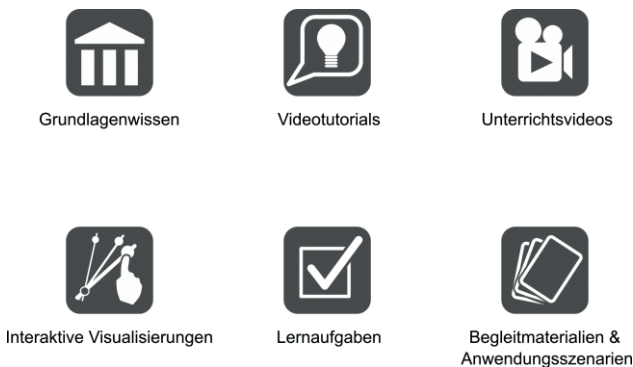 Grundlagenwissen
Videotutorials
Unterrichtsvideos
Interaktive Visualisierungen
Lernaufgaben
Begleitmaterialien &
Anwendungsszenarien